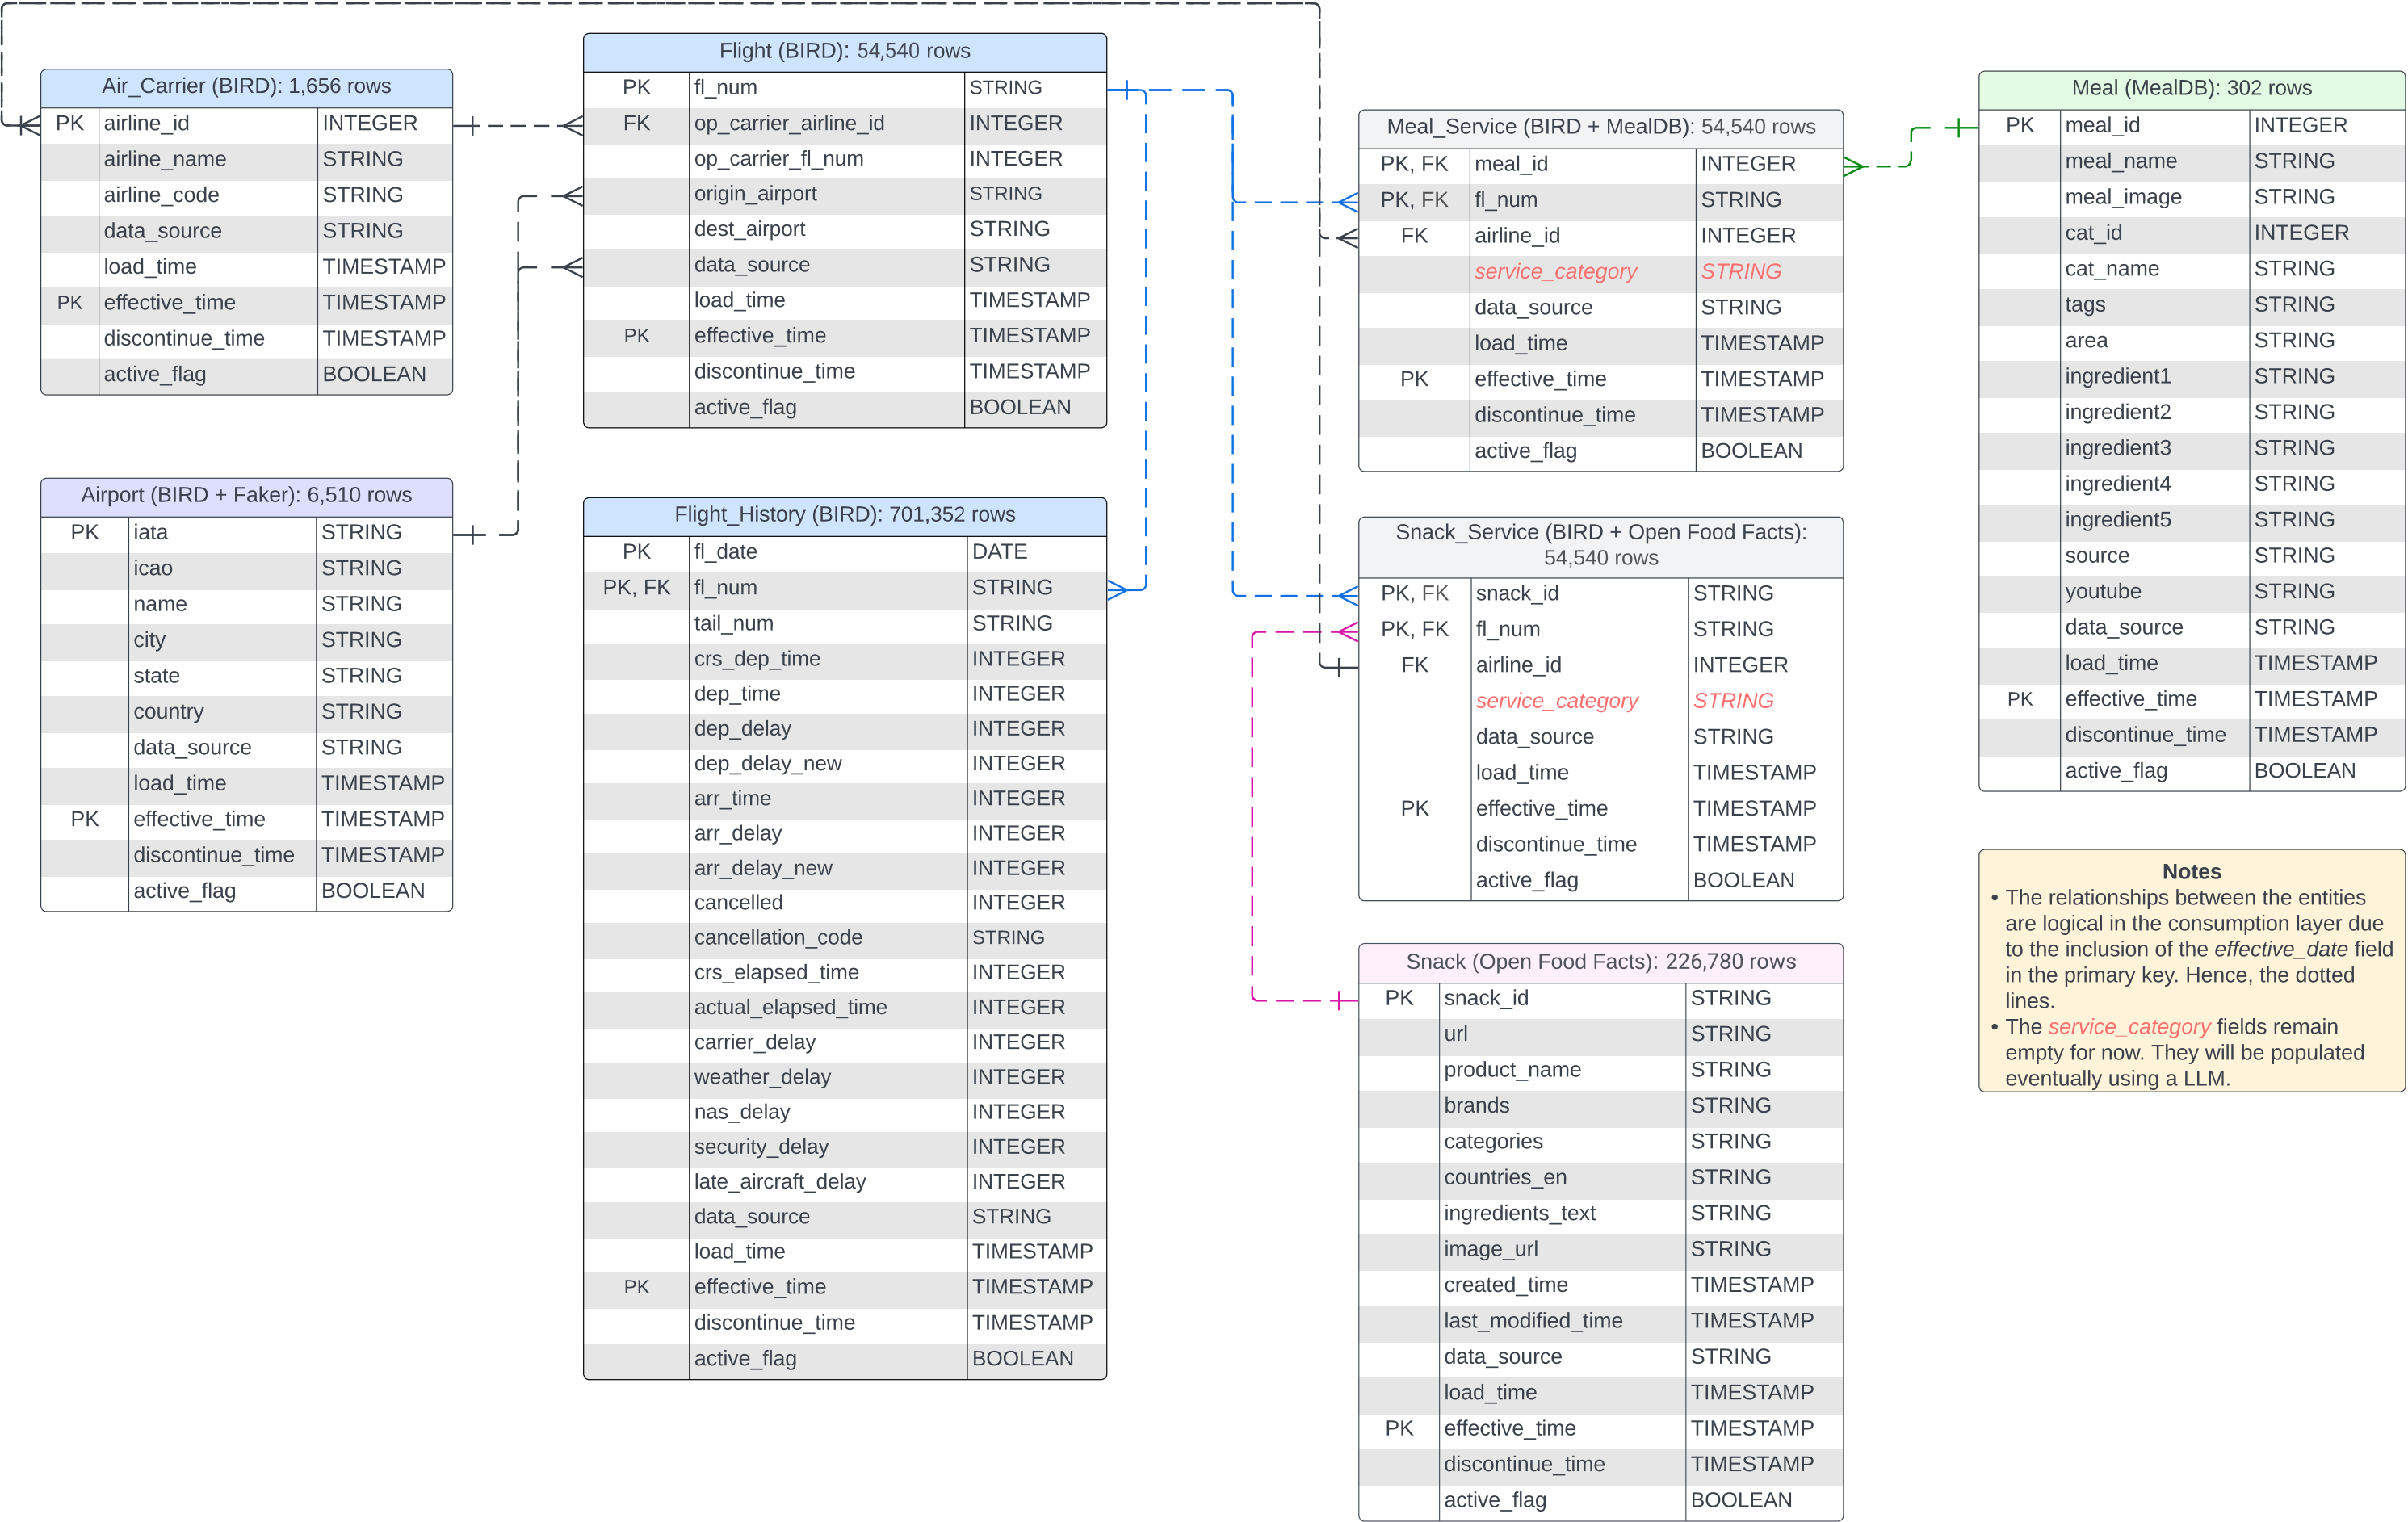 Air_Carrier (BIRD): 1,656 rows
PK airline_id INTEGER
airline_name STRING
airline_code STRING
data_source STRING
load_time TIMESTAMP
PK effective_time TIMESTAMP
discontinue_time TIMESTAMP
active_flag BOOLEAN
Airport (BIRD + Faker): 6,510 rows
PK iata STRING
icao STRING
name STRING
city STRING
state STRING
country STRING
data_source STRING
load_time TIMESTAMP
PK effective_time TIMESTAMP
discontinue_time TIMESTAMP
active_flag BOOLEAN
Flight (BIRD): 54,540 rows
PK fl_num STRING
FK op_carrier_airline_id INTEGER
op_carrier_fl_num INTEGER
origin_airport STRING
dest_airport STRING
data_source STRING
load_time TIMESTAMP
PK effective_time TIMESTAMP
discontinue_time TIMESTAMP
active_flag BOOLEAN
Flight_History (BIRD): 701,352 rows
PK fl_date DATE
PK, FK fl_num STRING
tail_num STRING
crs_dep_time INTEGER
dep_time INTEGER
dep_delay INTEGER
dep_delay_new INTEGER
arr_time INTEGER
arr_delay INTEGER
arr_delay_new INTEGER
cancelled INTEGER
cancellation_code STRING
crs_elapsed_time INTEGER
actual_elapsed_time INTEGER
carrier_delay INTEGER
weather_delay INTEGER
nas_delay INTEGER
security_delay INTEGER
late_aircraft_delay INTEGER
data_source STRING
load_time TIMESTAMP
PK effective_time TIMESTAMP
discontinue_time TIMESTAMP
active_flag BOOLEAN
Meal_Service (BIRD + MealDB): 54,540 rows
PK, FK meal_id INTEGER
PK, FK fl_num STRING
FK airline_id INTEGER
service_category STRING
data_source STRING
load_time TIMESTAMP
PK effective_time TIMESTAMP
discontinue_time TIMESTAMP
active_flag BOOLEAN
Snack_Service (BIRD + Open Food Facts):
54,540 rows
PK, FK snack_id STRING
PK, FK fl_num STRING
FK airline_id INTEGER
service_category STRING
data_source STRING
load_time TIMESTAMP
PK effective_time TIMESTAMP
discontinue_time TIMESTAMP
active_flag BOOLEAN
Snack (Open Food Facts): 226,780 rows
PK snack_id STRING
url STRING
product_name STRING
brands STRING
categories STRING
countries_en STRING
ingredients_text STRING
image_url STRING
created_time TIMESTAMP
last_modified_time TIMESTAMP
data_source STRING
load_time TIMESTAMP
PK effective_time TIMESTAMP
discontinue_time TIMESTAMP
active_flag BOOLEAN
Meal (MealDB): 302 rows
PK meal_id INTEGER
meal_name STRING
meal_image STRING
cat_id INTEGER
cat_name STRING
tags STRING
area STRING
ingredient1 STRING
ingredient2 STRING
ingredient3 STRING
ingredient4 STRING
ingredient5 STRING
source STRING
youtube STRING
data_source STRING
load_time TIMESTAMP
PK effective_time TIMESTAMP
discontinue_time TIMESTAMP
active_flag BOOLEAN
Notes
• The relationships between the entities
are logical in the consumption layer due
to the inclusion of the effective_date field
in the primary key. Hence, the dotted
lines.
• The service_category fields remain
empty for now. They will be populated
eventually using a LLM.